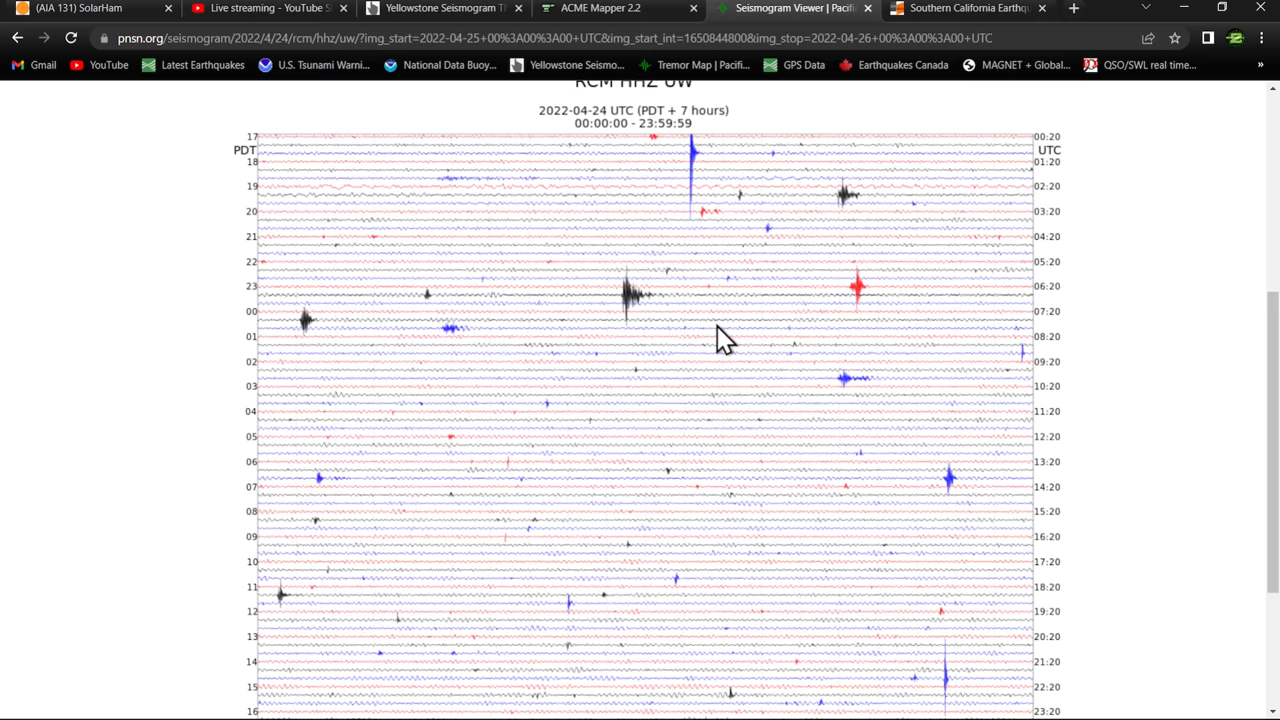 (AIA 131) SolarHam
Live streaming - YouTube S
Yellowstone Seismogram Th
ACME Mapper 2.2
Seismogram Viewer | Pacifi
Southern California Earthqu
pnsn.org/seismogram/2022/4/24/rcm/hhz/uw/?img_start=2022-04-25+00%3A00%3A00+UTC&img_start_int=1650844800&img_stop=2022-04-26+00%3A00%3A00+UTC
Gmail
YouTube
Latest Earthquakes
U.S. Tsunami Warni...
National Data Buoy...
Yellowstone Seismo...
Tremor Map | Pacifi...
GPS Data
Earthquakes Canada
MAGNET + Global...
QSO/SWL real time...
»
RCM HHZ UW
2022-04-24 UTC (PDT + 7 hours)
00:00:00 - 23:59:59
17 00:20
PDT UTC
18 01:20
19 02:20
20 03:20
21 04:20
22 05:20
23 06:20
00 07:20
01 08:20
02 09:20
03 10:20
04 11:20
05 12:20
06 13:20
07 14:20
08 15:20
09 16:20
10 17:20
11 18:20
12 19:20
13 20:20
14 21:20
15 22:20
16 23:20